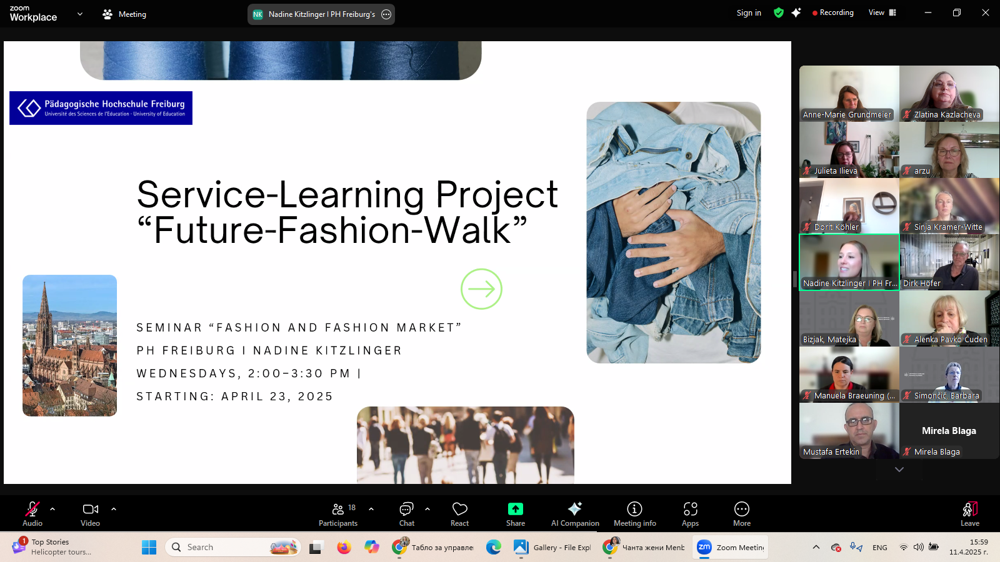 zoom
Workplace
Meeting
NK Nadine Kitzlinger I PH Freiburg's
Sign in
Recording
View
Pädagogische Hochschule Freiburg
Université des Sciences de l'Education · University of Education
Service-Learning Project
“Future-Fashion-Walk”
SEMINAR “FASHION AND FASHION MARKET”
PH FREIBURG I NADINE KITZLINGER
WEDNESDAYS, 2:00–3:30 PM |
STARTING: APRIL 23, 2025
Anne-Marie Grundmeier
Zlatina Kazlacheva
Julieta Ilieva
arzu
Dorit Köhler
Sinja Kramer-Witte
Nadine Kitzlinger I PH Fr...
Dirk Höfer
Bizjak, Matejka
Alenka Pavko Čuden
Manuela Braeuning (...
Simončič, Barbara
Mustafa Ertekin
Mirela Blaga
Mirela Blaga
Audio
Video
Participants
18
Chat
React
Share
AI Companion
Meeting info
Apps
More
Leave
1
Top Stories
Helicopter tours...
Search
Табло за управлен
Gallery - File Expl
Чанта жени Menb
zm
Zoom Meeting
ENG
15:59
11.4.2025 г.